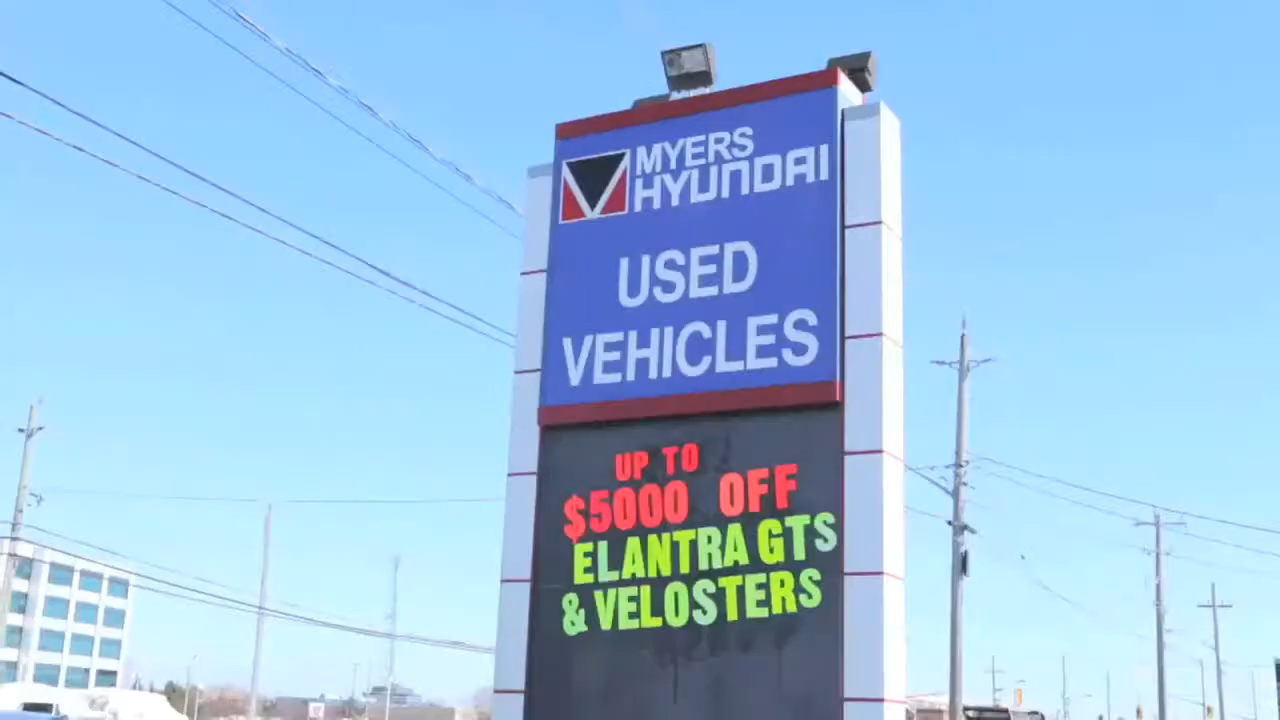 MYERS
HYUNDAI
USED
VEHICLES
UP TO
$5000 OFF
ELANTRA GTS
& VELOSTERS